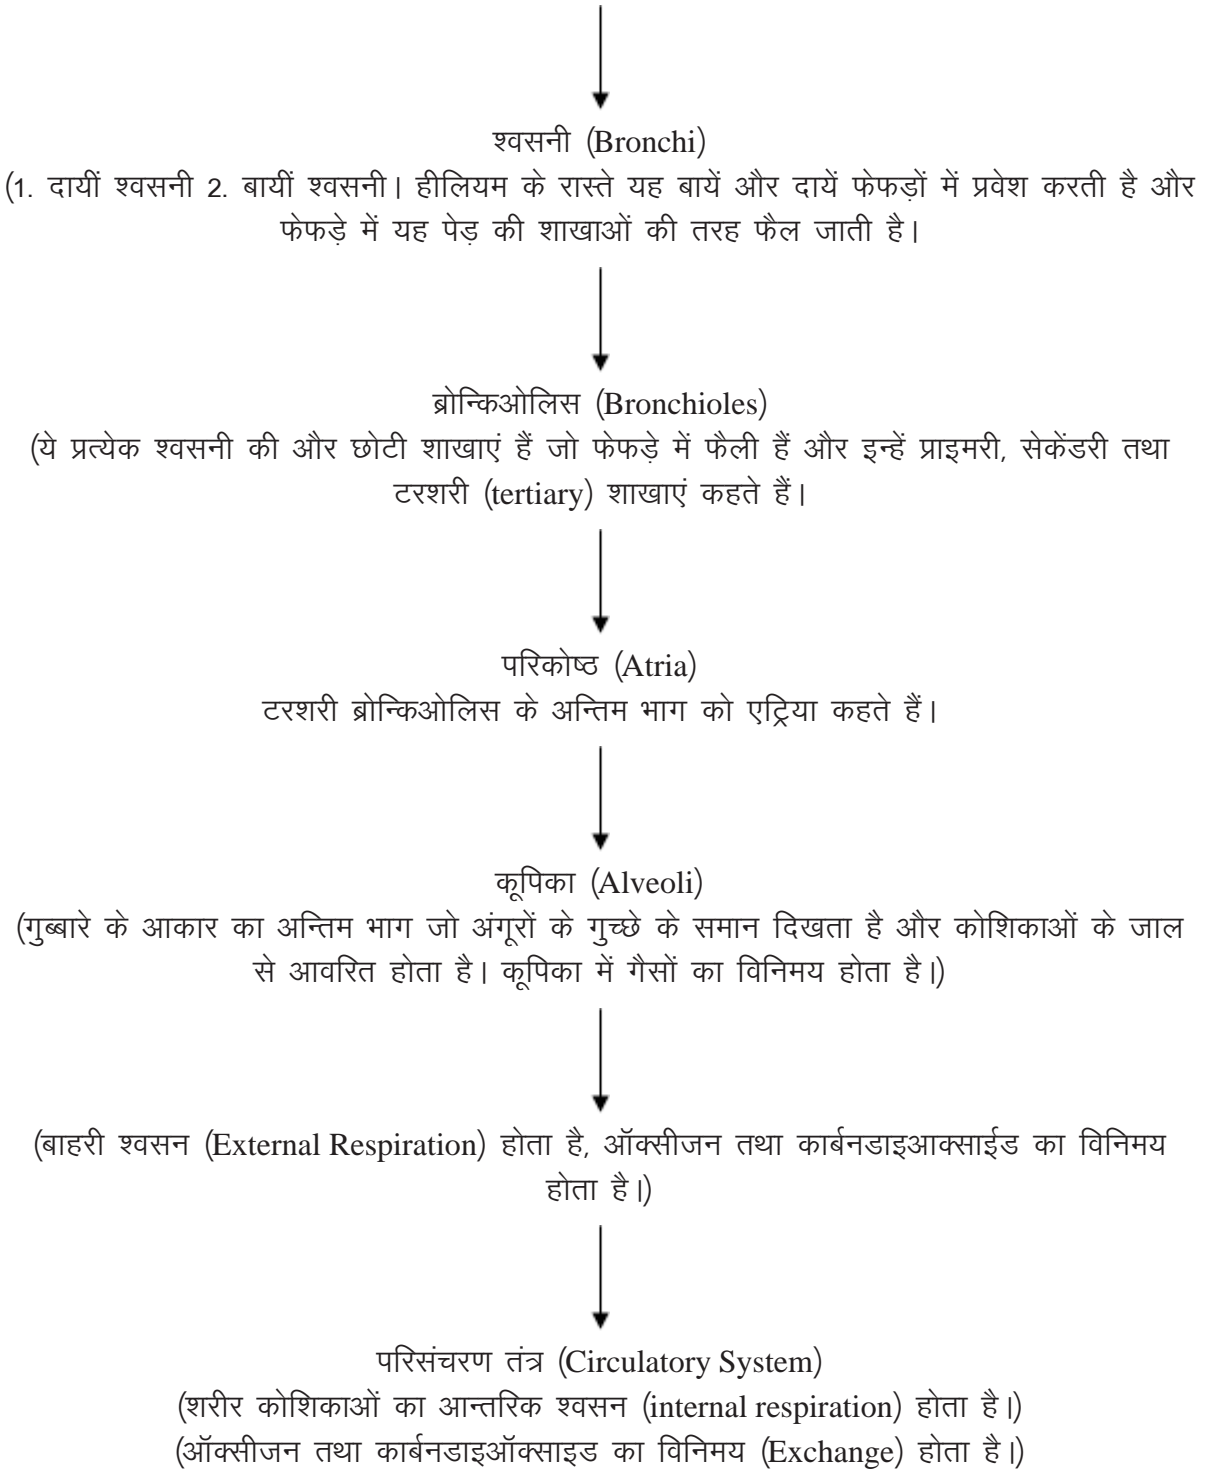 श्वसनी (Bronchi)
(1. दायीं श्वसनी 2. बायीं श्वसनी। हीलियम के रास्ते यह बायें और दायें फेफड़ों में प्रवेश करती है और
फेफड़े में यह पेड़ की शाखाओं की तरह फैल जाती है।
ब्रोन्किओलिस (Bronchioles)
(ये प्रत्येक श्वसनी की और छोटी शाखाएं हैं जो फेफड़े में फैली हैं और इन्हें प्राइमरी, सेकेंडरी तथा
टरशरी (tertiary) शाखाएं कहते हैं।
परिकोष्ठ (Atria)
टरशरी ब्रोन्किओलिस के अन्तिम भाग को एट्रिया कहते हैं।
कूपिका (Alveoli)
(गुब्बारे के आकार का अन्तिम भाग जो अंगूरों के गुच्छे के समान दिखता है और कोशिकाओं के जाल
से आवरित होता है। कूपिका में गैसों का विनिमय होता है।)
(बाहरी श्वसन (External Respiration) होता है, ऑक्सीजन तथा कार्बनडाइआक्साईड का विनिमय
होता है।)
परिसंचरण तंत्र (Circulatory System)
(शरीर कोशिकाओं का आन्तरिक श्वसन (internal respiration) होता है।)
(ऑक्सीजन तथा कार्बनडाइऑक्साइड का विनिमय (Exchange) होता है।)